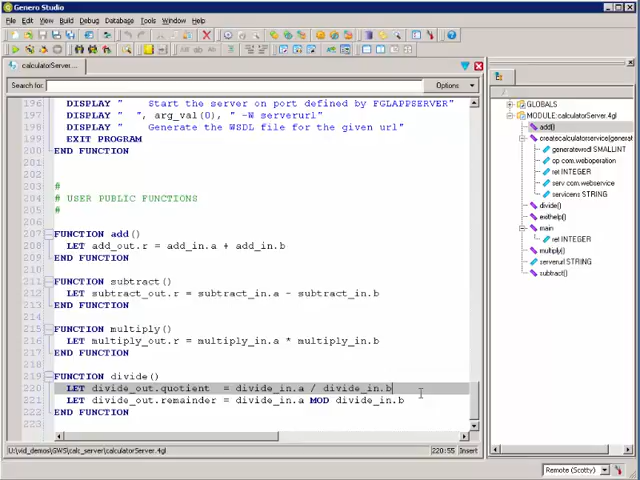 Genero Studio
File Edit View Build Debug Database Tools Window Help
calculatorServer....
Search for:
Options
196 DISPLAY " Start the server on port defined by FGLAPPSERVER"
197 DISPLAY " ", arg_val(0), " -W serverurl"
198 DISPLAY " Generate the WSDL file for the given url"
199 EXIT PROGRAM
200 END FUNCTION
201
202
203 #
204 # USER PUBLIC FUNCTIONS
205 #
206
207 FUNCTION add()
208 LET add_out.r = add_in.a + add_in.b
209 END FUNCTION
210
211 FUNCTION subtract()
212 LET subtract_out.r = subtract_in.a - subtract_in.b
213 END FUNCTION
214
215 FUNCTION multiply()
216 LET multiply_out.r = multiply_in.a * multiply_in.b
217 END FUNCTION
218
219 FUNCTION divide()
220 LET divide_out.quotient = divide_in.a / divide_in.b
221 LET divide_out.remainder = divide_in.a MOD divide_in.b
222 END FUNCTION
223
GLOBALS
MODULE:calculatorServer.4gl
add()
createcalculatorservice(generat
generatewsdl SMALLINT
op com.weboperation
ret INTEGER
serv com.webservice
servicens STRING
divide()
exithelp()
main
ret INTEGER
multiply()
serverurl STRING
subtract()
U:\vid_demos\GWS\calc_server\calculatorServer.4gl
220:55
Insert
Remote (Scotty)